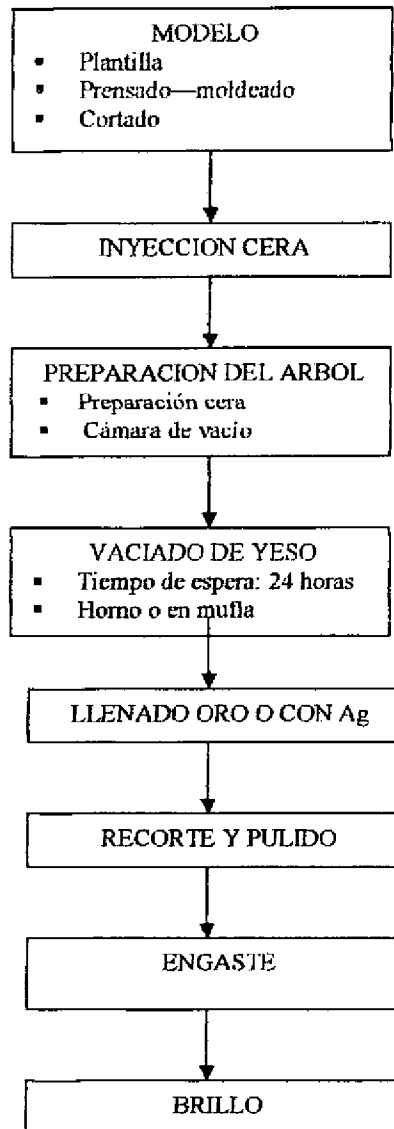 MODELO
▪ Plantilla
▪ Prensado—moldeado
▪ Cortado
INYECCION CERA
PREPARACION DEL ARBOL
▪ Preparación cera
▪ Cámara de vacío
VACIADO DE YESO
▪ Tiempo de espera: 24 horas
▪ Horno o en mufla
LLENADO ORO O CON Ag
RECORTE Y PULIDO
ENGASTE
BRILLO